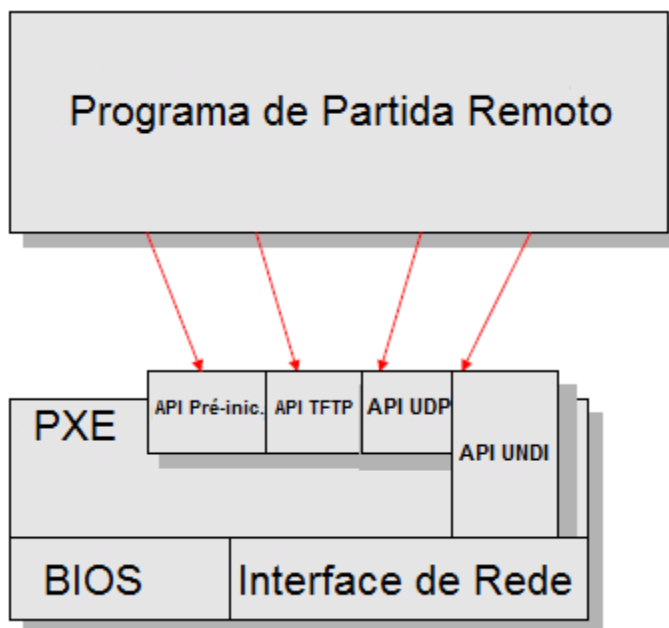 Programa de Partida Remoto
API Pré-inic.
API TFTP
API UDP
PXE
API UNDI
BIOS
Interface de Rede